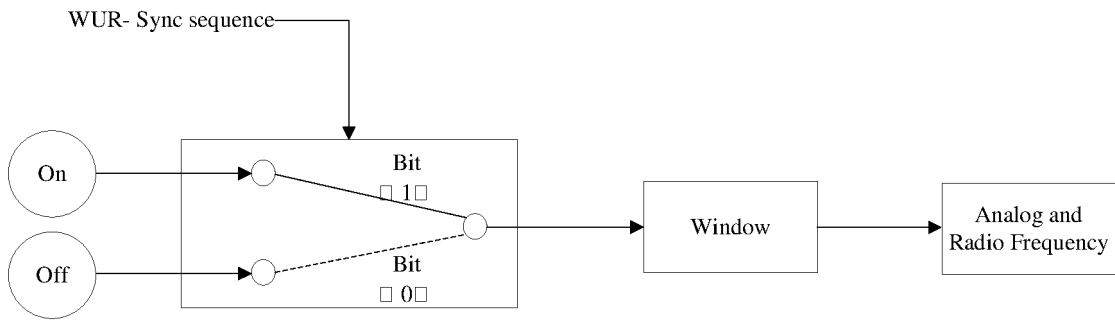 WUR- Sync sequence
On
Bit
□ 1□
Off
Bit
□ 0□
Window
Analog and
Radio Frequency